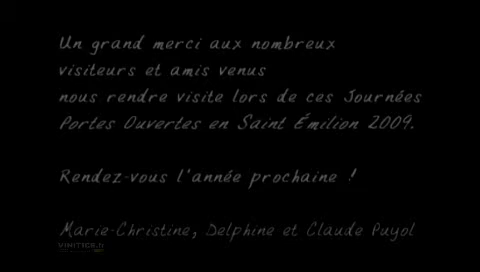 Un grand merci aux nombreux
visiteurs et amis venus
nous rendre visite lors de ces Journées
Portes Ouvertes en Saint Émilion 2009.
Rendez-vous l'année prochaine !
Marie-Christine, Delphine et Claude Puyol